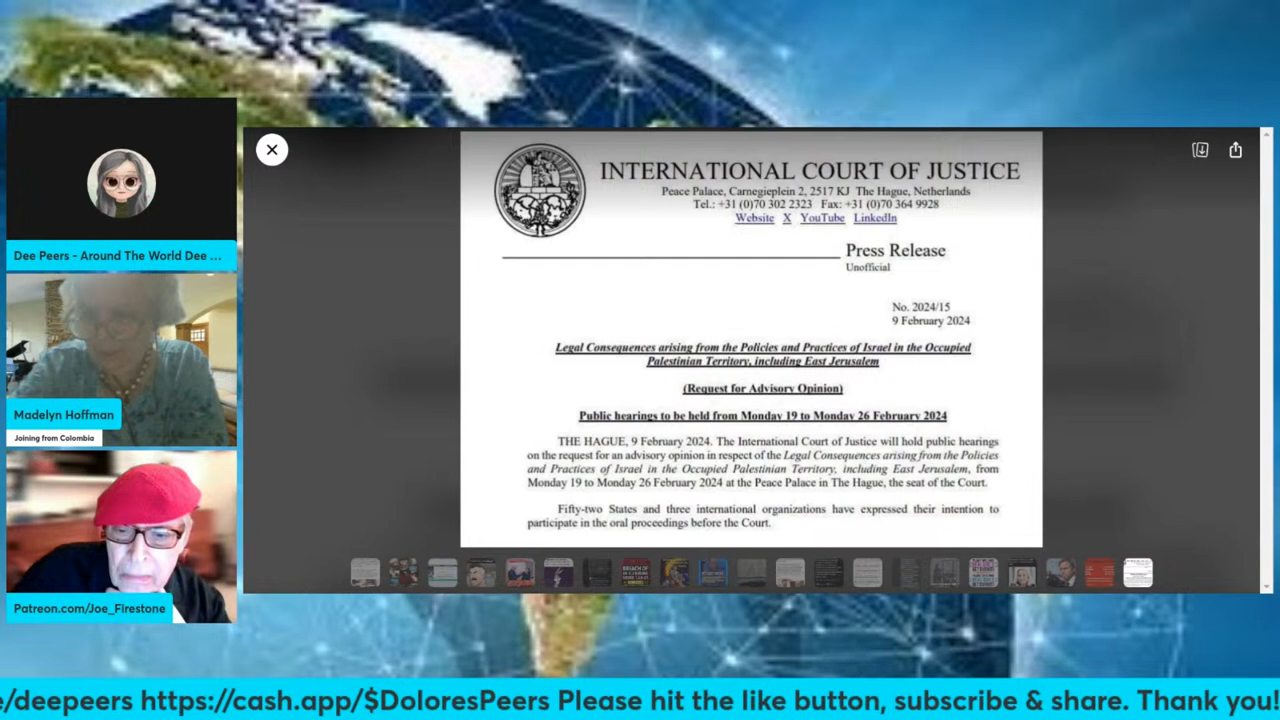 Dee Peers - Around The World Dee ...
Madelyn Hoffman
Joining from Colombia
Patreon.com/Joe_Firestone
INTERNATIONAL COURT OF JUSTICE
Peace Palace, Carnegieplein 2, 2517 KJ The Hague, Netherlands
Tel.: +31 (0)70 302 2323 Fax: +31 (0)70 364 9928
Website X YouTube LinkedIn
Press Release
Unofficial
No. 2024/15
9 February 2024
Legal Consequences arising from the Policies and Practices of Israel in the Occupied
Palestinian Territory, including East Jerusalem
(Request for Advisory Opinion)
Public hearings to be held from Monday 19 to Monday 26 February 2024
THE HAGUE, 9 February 2024. The International Court of Justice will hold public hearings
on the request for an advisory opinion in respect of the Legal Consequences arising from the Policies
and Practices of Israel in the Occupied Palestinian Territory, including East Jerusalem, from
Monday 19 to Monday 26 February 2024 at the Peace Palace in The Hague, the seat of the Court.
Fifty-two States and three international organizations have expressed their intention to
participate in the oral proceedings before the Court.
e/deepeers https://cash.app/$DoloresPeers Please hit the like button, subscribe & share. Thank you!